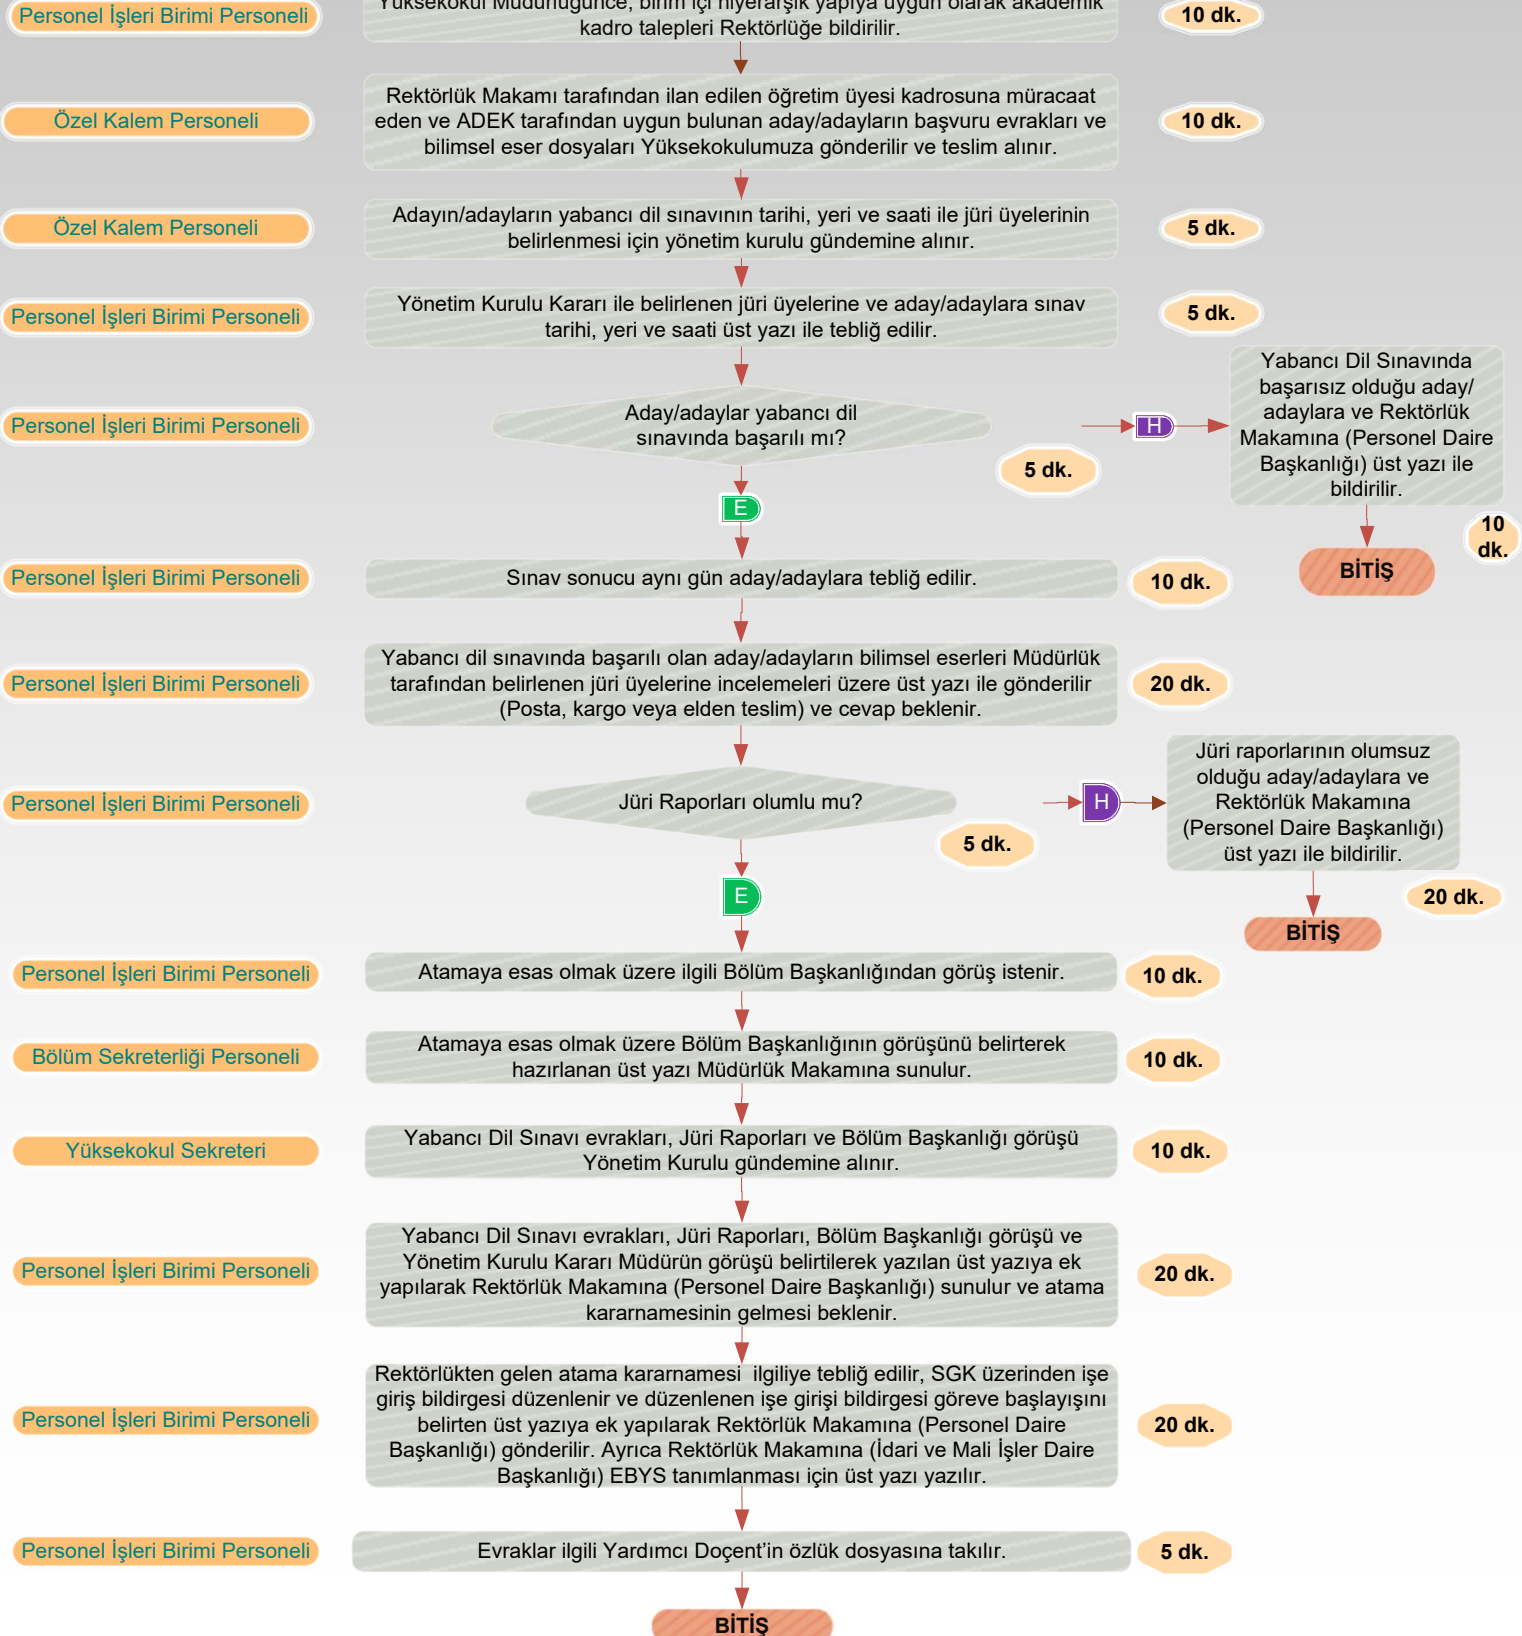 Personel İşleri Birimi Personeli
Yüksekokul Müdürlüğünce, birim içi hiyerarşik yapıya uygun olarak akademik
kadro talepleri Rektörlüğe bildirilir.
10 dk.
Özel Kalem Personeli
Rektörlük Makamı tarafından ilan edilen öğretim üyesi kadrosuna müracaat
eden ve ADEK tarafından uygun bulunan aday/adayların başvuru evrakları ve
bilimsel eser dosyaları Yüksekokulumuza gönderilir ve teslim alınır.
10 dk.
Özel Kalem Personeli
Adayın/adayların yabancı dil sınavının tarihi, yeri ve saati ile jüri üyelerinin
belirlenmesi için yönetim kurulu gündemine alınır.
5 dk.
Personel İşleri Birimi Personeli
Yönetim Kurulu Kararı ile belirlenen jüri üyelerine ve aday/adaylara sınav
tarihi, yeri ve saati üst yazı ile tebliğ edilir.
5 dk.
Personel İşleri Birimi Personeli
Aday/adaylar yabancı dil
sınavında başarılı mı?
5 dk.
H
Yabancı Dil Sınavında
başarısız olduğu aday/
adaylara ve Rektörlük
Makamına (Personel Daire
Başkanlığı) üst yazı ile
bildirilir.
10
dk.
BİTİŞ
E
Personel İşleri Birimi Personeli
Sınav sonucu aynı gün aday/adaylara tebliğ edilir.
10 dk.
Personel İşleri Birimi Personeli
Yabancı dil sınavında başarılı olan aday/adayların bilimsel eserleri Müdürlük
tarafından belirlenen jüri üyelerine incelemeleri üzere üst yazı ile gönderilir
(Posta, kargo veya elden teslim) ve cevap beklenir.
20 dk.
Personel İşleri Birimi Personeli
Jüri Raporları olumlu mu?
5 dk.
H
Jüri raporlarının olumsuz
olduğu aday/adaylara ve
Rektörlük Makamına
(Personel Daire Başkanlığı)
üst yazı ile bildirilir.
20 dk.
BİTİŞ
E
Personel İşleri Birimi Personeli
Atamaya esas olmak üzere ilgili Bölüm Başkanlığından görüş istenir.
10 dk.
Bölüm Sekreterliği Personeli
Atamaya esas olmak üzere Bölüm Başkanlığının görüşünü belirterek
hazırlanan üst yazı Müdürlük Makamına sunulur.
10 dk.
Yüksekokul Sekreteri
Yabancı Dil Sınavı evrakları, Jüri Raporları ve Bölüm Başkanlığı görüşü
Yönetim Kurulu gündemine alınır.
10 dk.
Personel İşleri Birimi Personeli
Yabancı Dil Sınavı evrakları, Jüri Raporları, Bölüm Başkanlığı görüşü ve
Yönetim Kurulu Kararı Müdürün görüşü belirtilerek yazılan üst yazıya ek
yapılarak Rektörlük Makamına (Personel Daire Başkanlığı) sunulur ve atama
kararnamesinin gelmesi beklenir.
20 dk.
Personel İşleri Birimi Personeli
Rektörlükten gelen atama kararnamesi ilgiliye tebliğ edilir, SGK üzerinden işe
giriş bildirgesi düzenlenir ve düzenlenen işe girişi bildirgesi göreve başlayışını
belirten üst yazıya ek yapılarak Rektörlük Makamına (Personel Daire
Başkanlığı) gönderilir. Ayrıca Rektörlük Makamına (İdari ve Mali İşler Daire
Başkanlığı) EBYS tanımlanması için üst yazı yazılır.
20 dk.
Personel İşleri Birimi Personeli
Evraklar ilgili Yardımcı Doçent'in özlük dosyasına takılır.
5 dk.
BİTİŞ